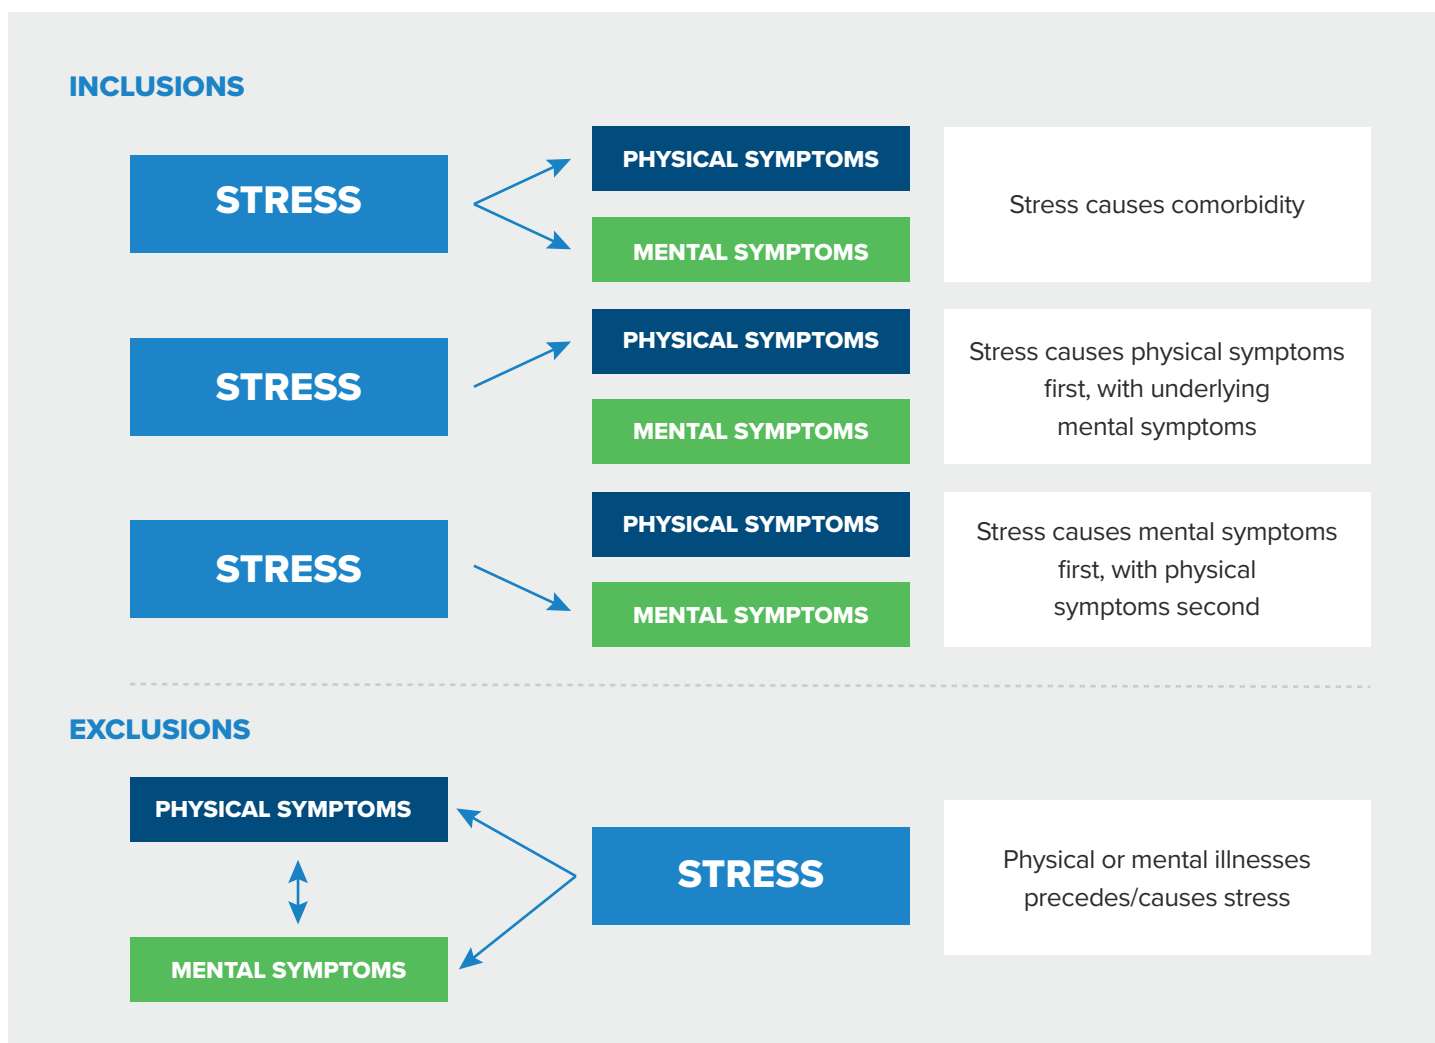 INCLUSIONS
STRESS
PHYSICAL SYMPTOMS
MENTAL SYMPTOMS
Stress causes comorbidity
STRESS
PHYSICAL SYMPTOMS
MENTAL SYMPTOMS
Stress causes physical symptoms
first, with underlying
mental symptoms
STRESS
PHYSICAL SYMPTOMS
MENTAL SYMPTOMS
Stress causes mental symptoms
first, with physical
symptoms second
EXCLUSIONS
PHYSICAL SYMPTOMS
MENTAL SYMPTOMS
STRESS
Physical or mental illnesses
precedes/causes stress